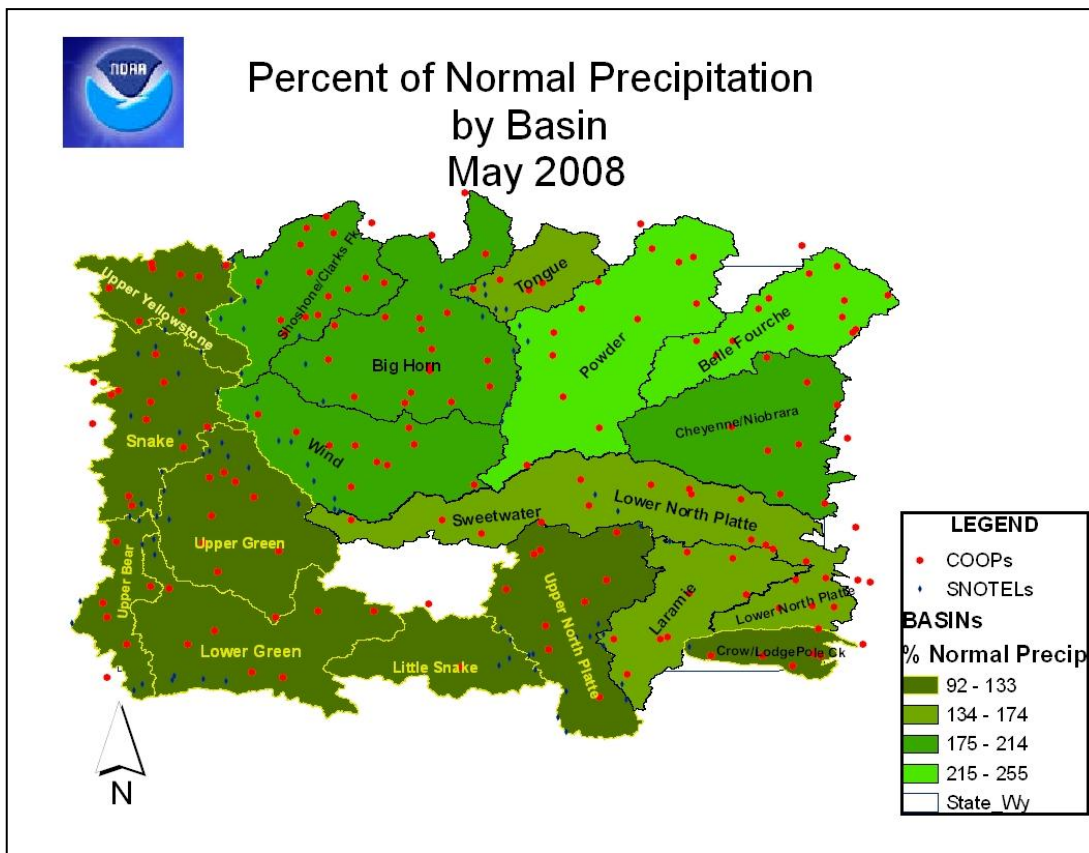 NOAA
Percent of Normal Precipitation
by Basin
May 2008
Upper Yellowstone
Shoshone/Clarks Fk
Tongue
Powder
Belle Fourche
Big Horn
Snake
Wind
Cheyenne/Niobrara
Sweetwater
Lower North Platte
Upper Green
Upper Bear
Upper North Platte
Laramie
Lower North Platte
Lower Green
Little Snake
Crow/LodgePole Ck
N
LEGEND
COOPs
SNOTELs
BASINs
% Normal Precip
92 - 133
134 - 174
175 - 214
215 - 255
State_Wy